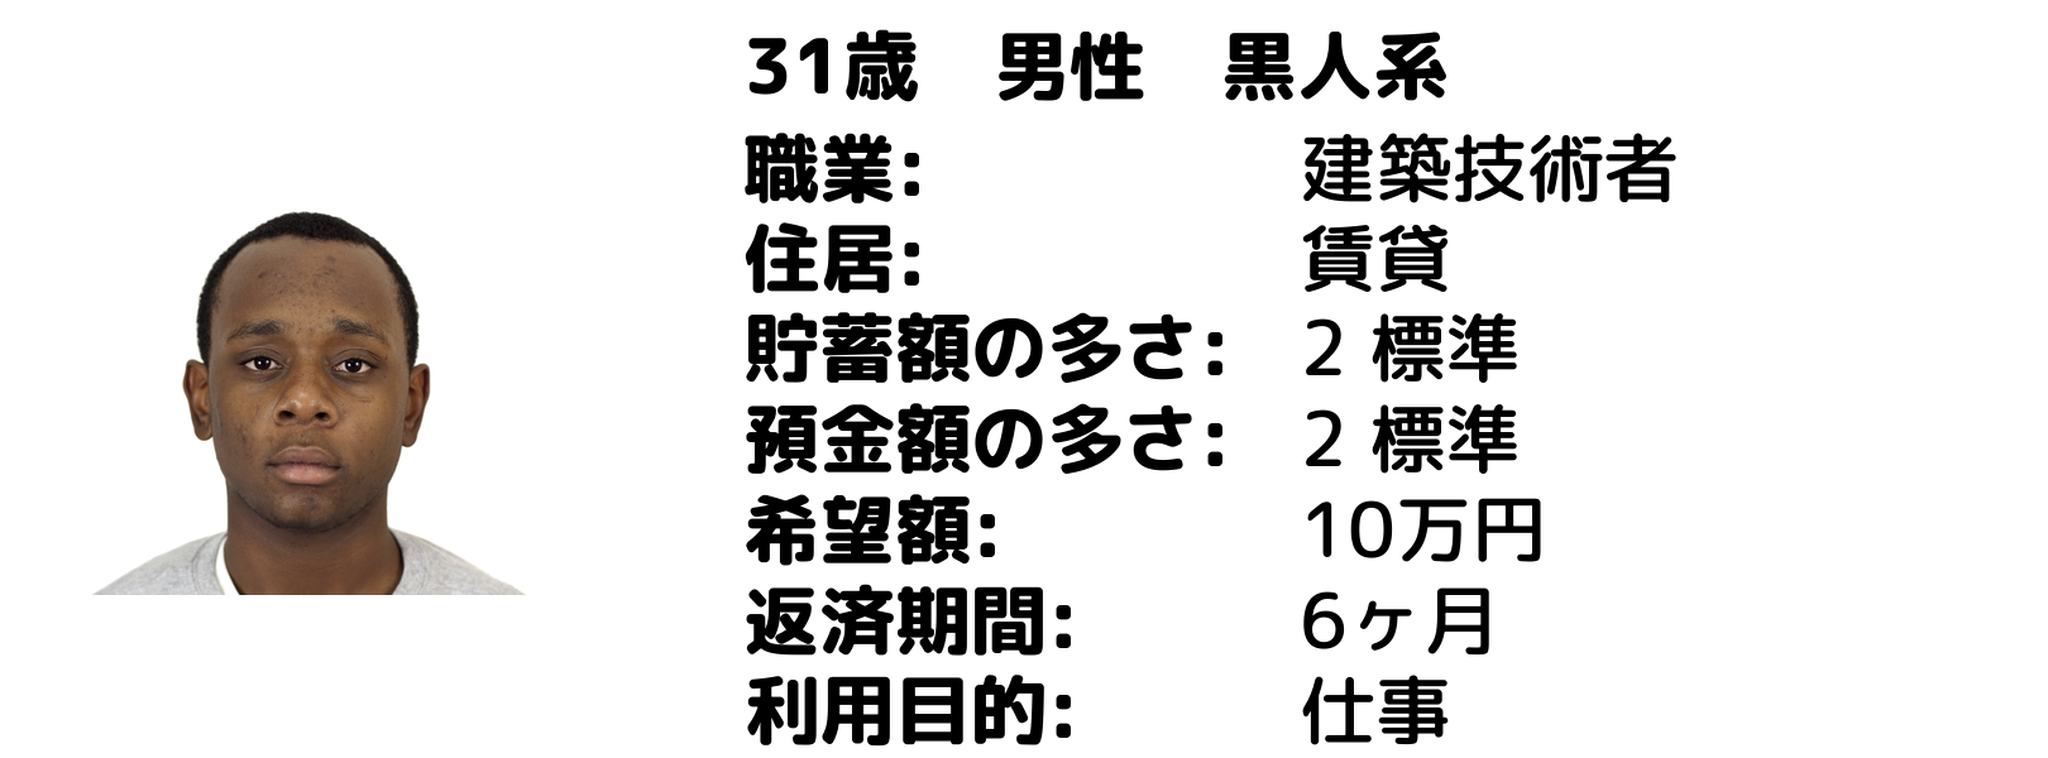 31歳　男性　黒人系
職業: 建築技術者
住居: 賃貸
貯蓄額の多さ: 2 標準
預金額の多さ: 2 標準
希望額: 10万円
返済期間: 6ヶ月
利用目的: 仕事